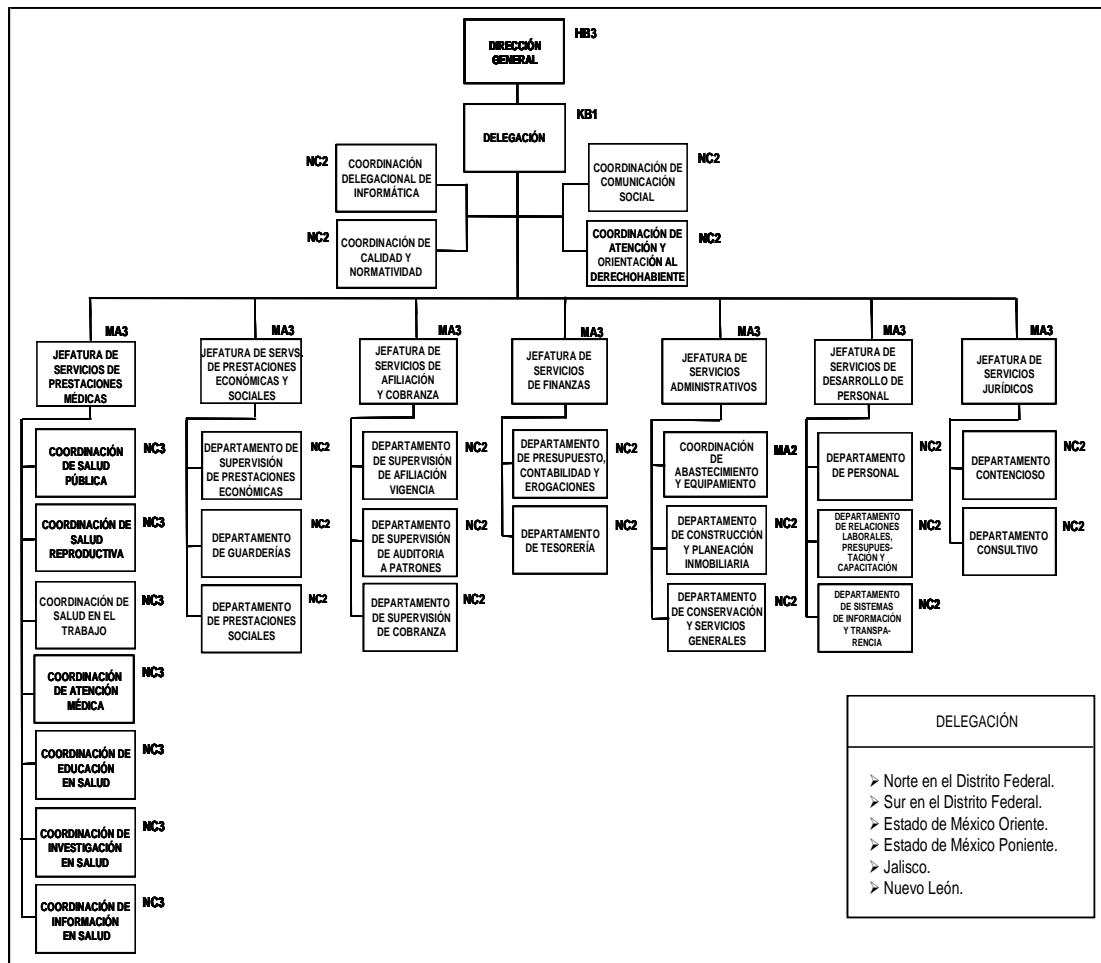 HB3
DIRECCIÓN
GENERAL
KB1
DELEGACIÓN
NC2
COORDINACIÓN
DELEGACIONAL DE
INFORMÁTICA
NC2
COORDINACIÓN DE
COMUNICACIÓN
SOCIAL
NC2
COORDINACIÓN DE
CALIDAD Y
NORMATIVIDAD
NC2
COORDINACIÓN DE
ATENCIÓN Y
ORIENTACIÓN AL
DERECHOHABIENTE
MA3
JEFATURA DE
SERVICIOS DE
PRESTACIONES
MÉDICAS
NC3
COORDINACIÓN
DE SALUD
PÚBLICA
NC3
COORDINACIÓN DE
SALUD
REPRODUCTIVA
NC3
COORDINACIÓN DE
SALUD EN EL
TRABAJO
NC3
COORDINACIÓN
DE ATENCIÓN
MÉDICA
NC3
COORDINACIÓN DE
EDUCACIÓN
EN SALUD
NC3
COORDINACIÓN DE
INVESTIGACIÓN
EN SALUD
NC3
COORDINACIÓN DE
INFORMACIÓN
EN SALUD
MA3
JEFATURA DE SERVS.
DE PRESTACIONES
ECONÓMICAS Y
SOCIALES
NC2
DEPARTAMENTO DE
SUPERVISIÓN
DE PRESTACIONES
ECONÓMICAS
NC2
DEPARTAMENTO
DE GUARDERÍAS
NC2
DEPARTAMENTO
DE PRESTACIONES
SOCIALES
MA3
JEFATURA DE
SERVICIOS DE
AFILIACIÓN
Y COBRANZA
NC2
DEPARTAMENTO
DE SUPERVISIÓN
DE AFILIACIÓN
VIGENCIA
NC2
DEPARTAMENTO
DE SUPERVISIÓN
DE AUDITORIA
A PATRONES
NC2
DEPARTAMENTO
DE SUPERVISIÓN
DE COBRANZA
MA3
JEFATURA DE
SERVICIOS
DE FINANZAS
NC2
DEPARTAMENTO
DE PRESUPUESTO,
CONTABILIDAD Y
EROGACIONES
NC2
DEPARTAMENTO
DE TESORERÍA
MA3
JEFATURA DE
SERVICIOS
ADMINISTRATIVOS
MA2
COORDINACIÓN
DE
ABASTECIMIENTO
Y EQUIPAMIENTO
NC2
DEPARTAMENTO
DE CONSTRUCCIÓN
Y PLANEACIÓN
INMOBILIARIA
NC2
DEPARTAMENTO
DE CONSERVACIÓN
Y SERVICIOS
GENERALES
MA3
JEFATURA DE
SERVICIOS DE
DESARROLLO DE
PERSONAL
NC2
DEPARTAMENTO
DE PERSONAL
NC2
DEPARTAMENTO
DE RELACIONES
LABORALES,
PRESUPUES-
TACIÓN Y
CAPACITACIÓN
NC2
DEPARTAMENTO
DE SISTEMAS
DE INFORMACIÓN
Y TRANSPA-
RENCIA
MA3
JEFATURA DE
SERVICIOS
JURÍDICOS
NC2
DEPARTAMENTO
CONTENCIOSO
NC2
DEPARTAMENTO
CONSULTIVO
DELEGACIÓN
➢ Norte en el Distrito Federal.
➢ Sur en el Distrito Federal.
➢ Estado de México Oriente.
➢ Estado de México Poniente.
➢ Jalisco.
➢ Nuevo León.